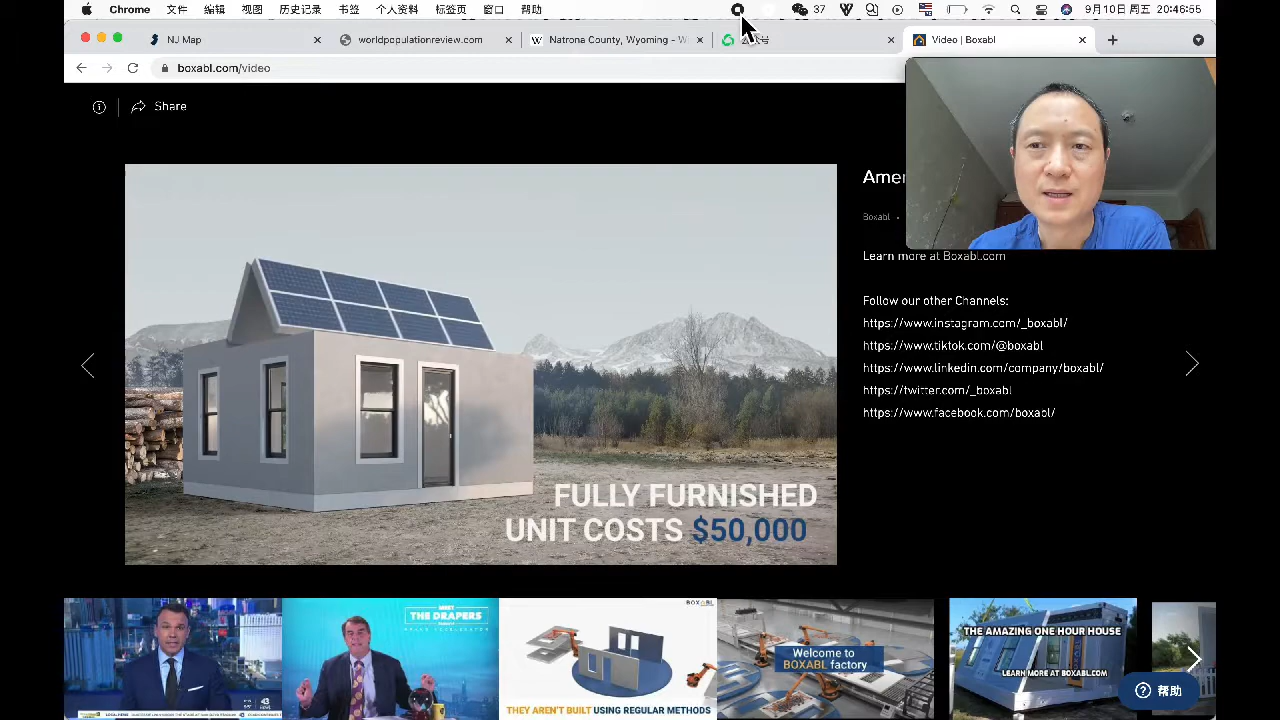 Chrome 文件 编辑 视图 历史记录 书签 个人资料 标签页 窗口 帮助 37 9月10日 周五 20:46:55
NJ Map worldpopulationreview.com Natrona County, Wyoming - W Video | Boxabl
boxabl.com/video
Share
Amer
Boxabl
Learn more at Boxabl.com
Follow our other Channels:
https://www.instagram.com/_boxabl/
https://www.tiktok.com/@boxabl
https://www.linkedin.com/company/boxabl/
https://twitter.com/_boxabl
https://www.facebook.com/boxabl/
FULLY FURNISHED
UNIT COSTS $50,000
MEET
THE DRAPERS
BOXABL
THEY AREN'T BUILT USING REGULAR METHODS
Welcome to
BOXABL factory
THE AMAZING ONE HOUR HOUSE
LEARN MORE AT BOXABL.COM
帮助